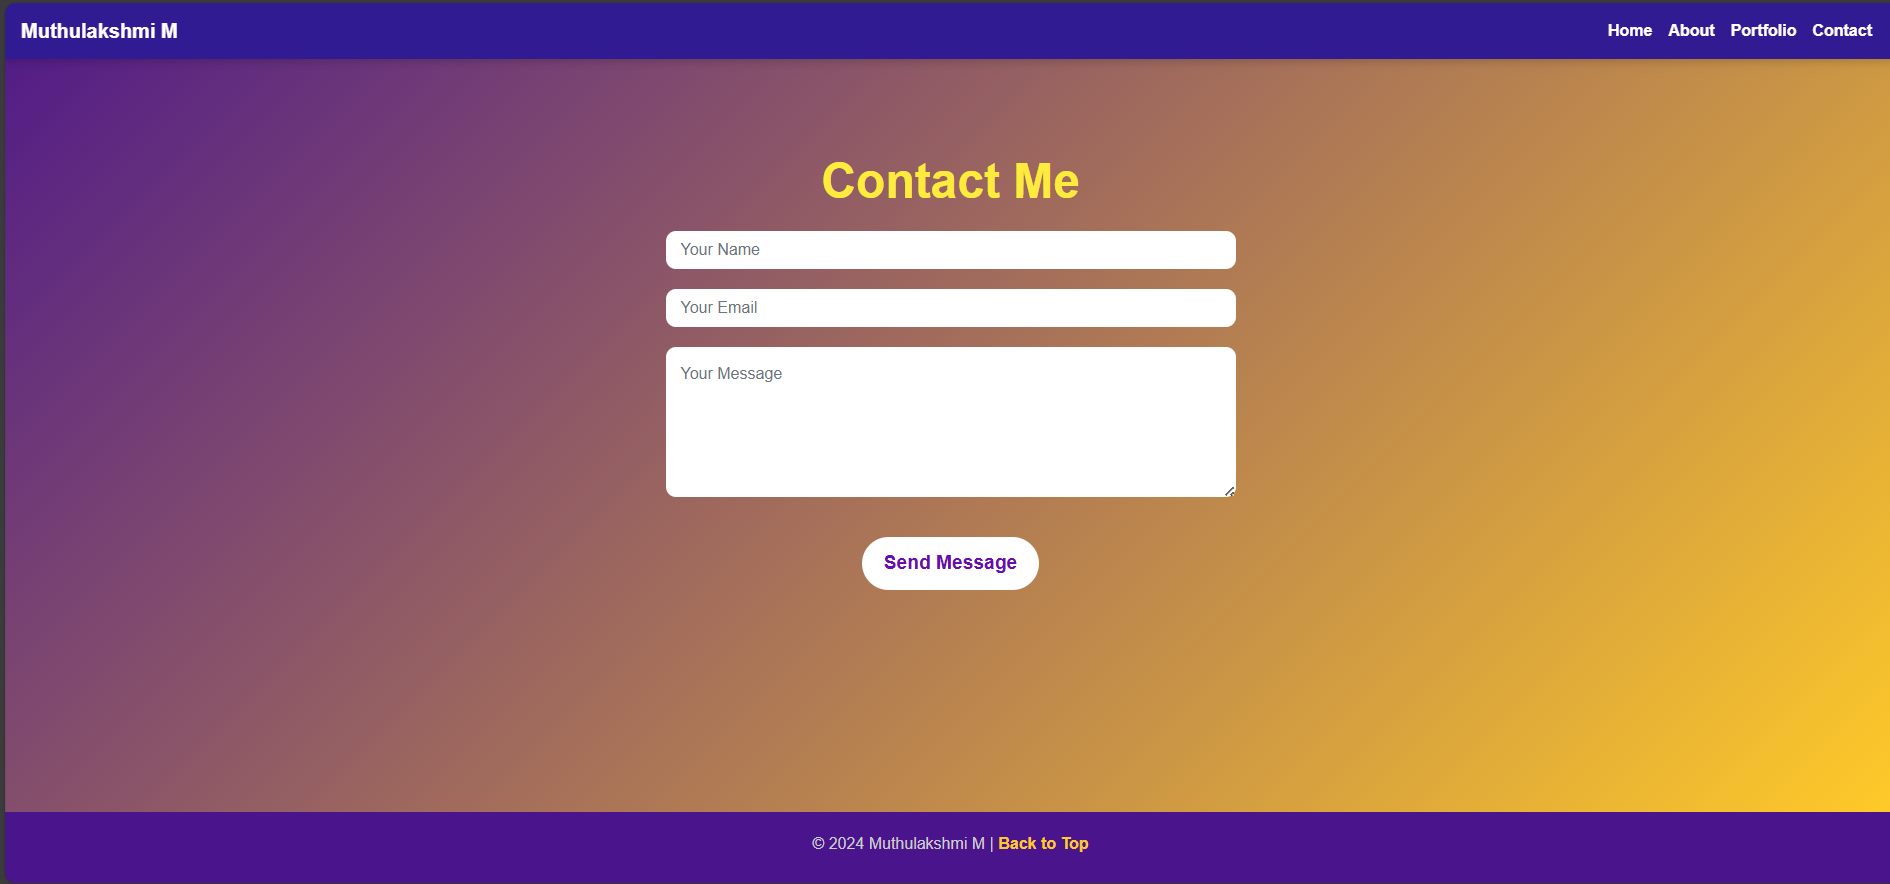 Muthulakshmi M
Home About Portfolio Contact
Contact Me
Your Name
Your Email
Your Message
Send Message
© 2024 Muthulakshmi M | Back to Top